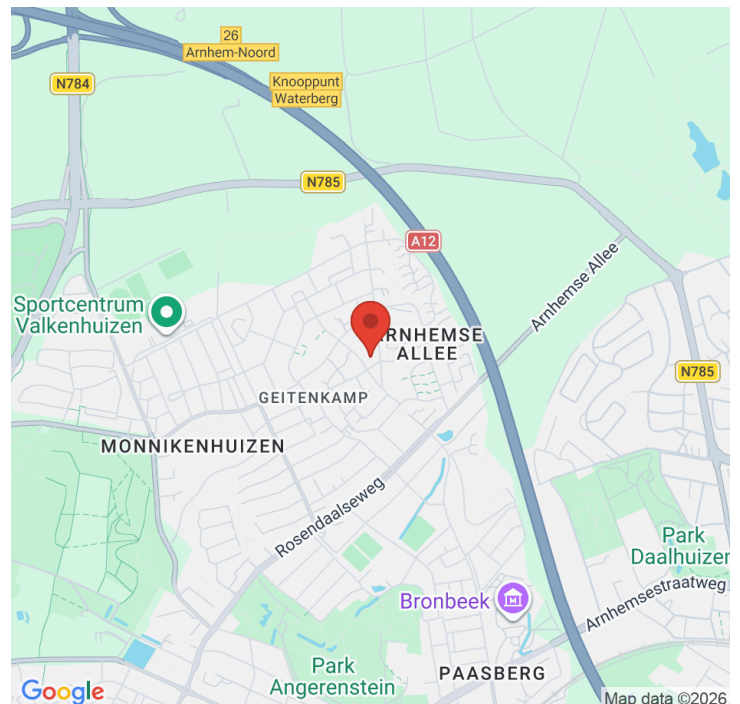 26
Arnhem-Noord
Knooppunt
Waterberg
N784
N785
A12
Arnhemse Allee
Sportcentrum
Valkenhuizen
ARNHEMSE
ALLEE
N785
GEITENKAMP
MONNIKENHUIZEN
Rosendaalseweg
Park
Daalhuizen
Bronbeek
Arnhemsestraatweg
Park
Angerenstein
PAASBERG
Google
Map data ©2026